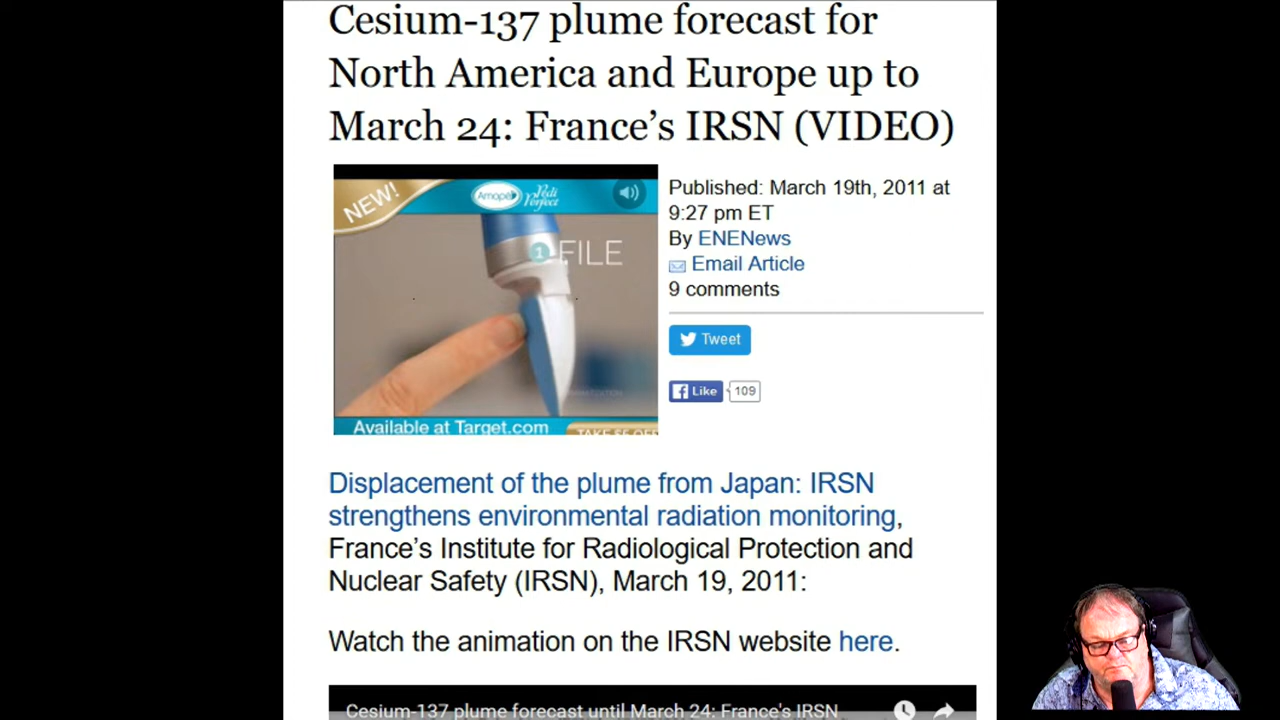 Cesium-137 plume forecast for
North America and Europe up to
March 24: France’s IRSN (VIDEO)
NEW!
Amopé Pedi Perfect
1 FILE
Available at Target.com
Published: March 19th, 2011 at
9:27 pm ET
By ENENews
Email Article
9 comments
Tweet
Like 109
Displacement of the plume from Japan: IRSN
strengthens environmental radiation monitoring,
France’s Institute for Radiological Protection and
Nuclear Safety (IRSN), March 19, 2011:
Watch the animation on the IRSN website here.
Cesium-137 plume forecast until March 24: France's IRSN